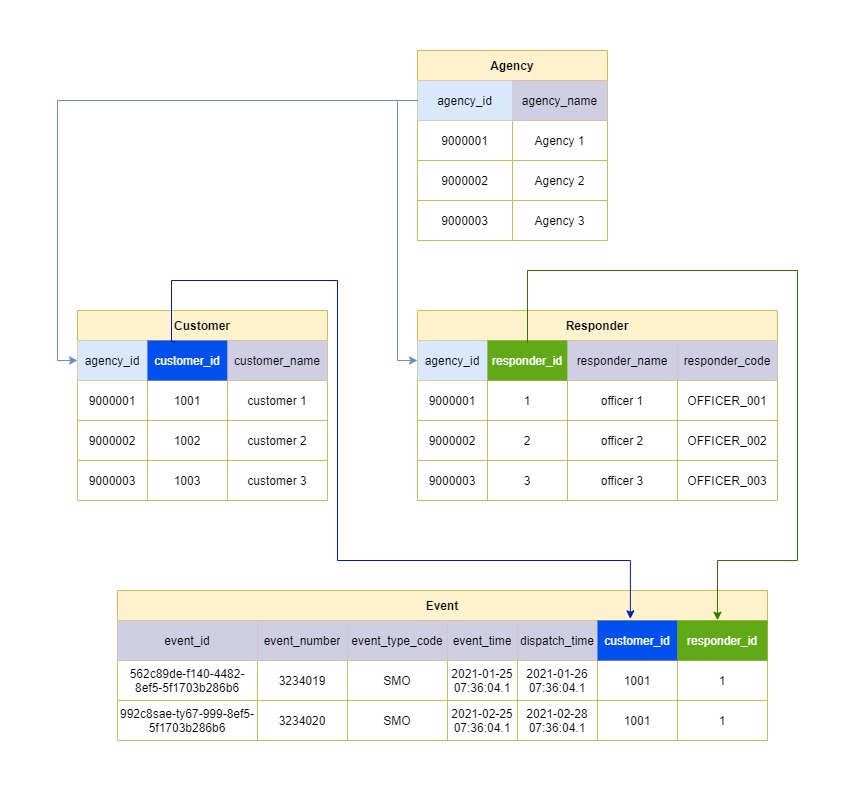 Agency
agency_id agency_name
9000001 Agency 1
9000002 Agency 2
9000003 Agency 3
Customer
agency_id customer_id customer_name
9000001 1001 customer 1
9000002 1002 customer 2
9000003 1003 customer 3
Responder
agency_id responder_id responder_name responder_code
9000001 1 officer 1 OFFICER_001
9000002 2 officer 2 OFFICER_002
9000003 3 officer 3 OFFICER_003
Event
event_id event_number event_type_code event_time dispatch_time customer_id responder_id
562c89de-f140-4482-
8ef5-5f1703b286b6 3234019 SMO 2021-01-25
07:36:04.1 2021-01-26
07:36:04.1 1001 1
992c8sae-ty67-999-8ef5-
5f1703b286b6 3234020 SMO 2021-02-25
07:36:04.1 2021-02-28
07:36:04.1 1001 1